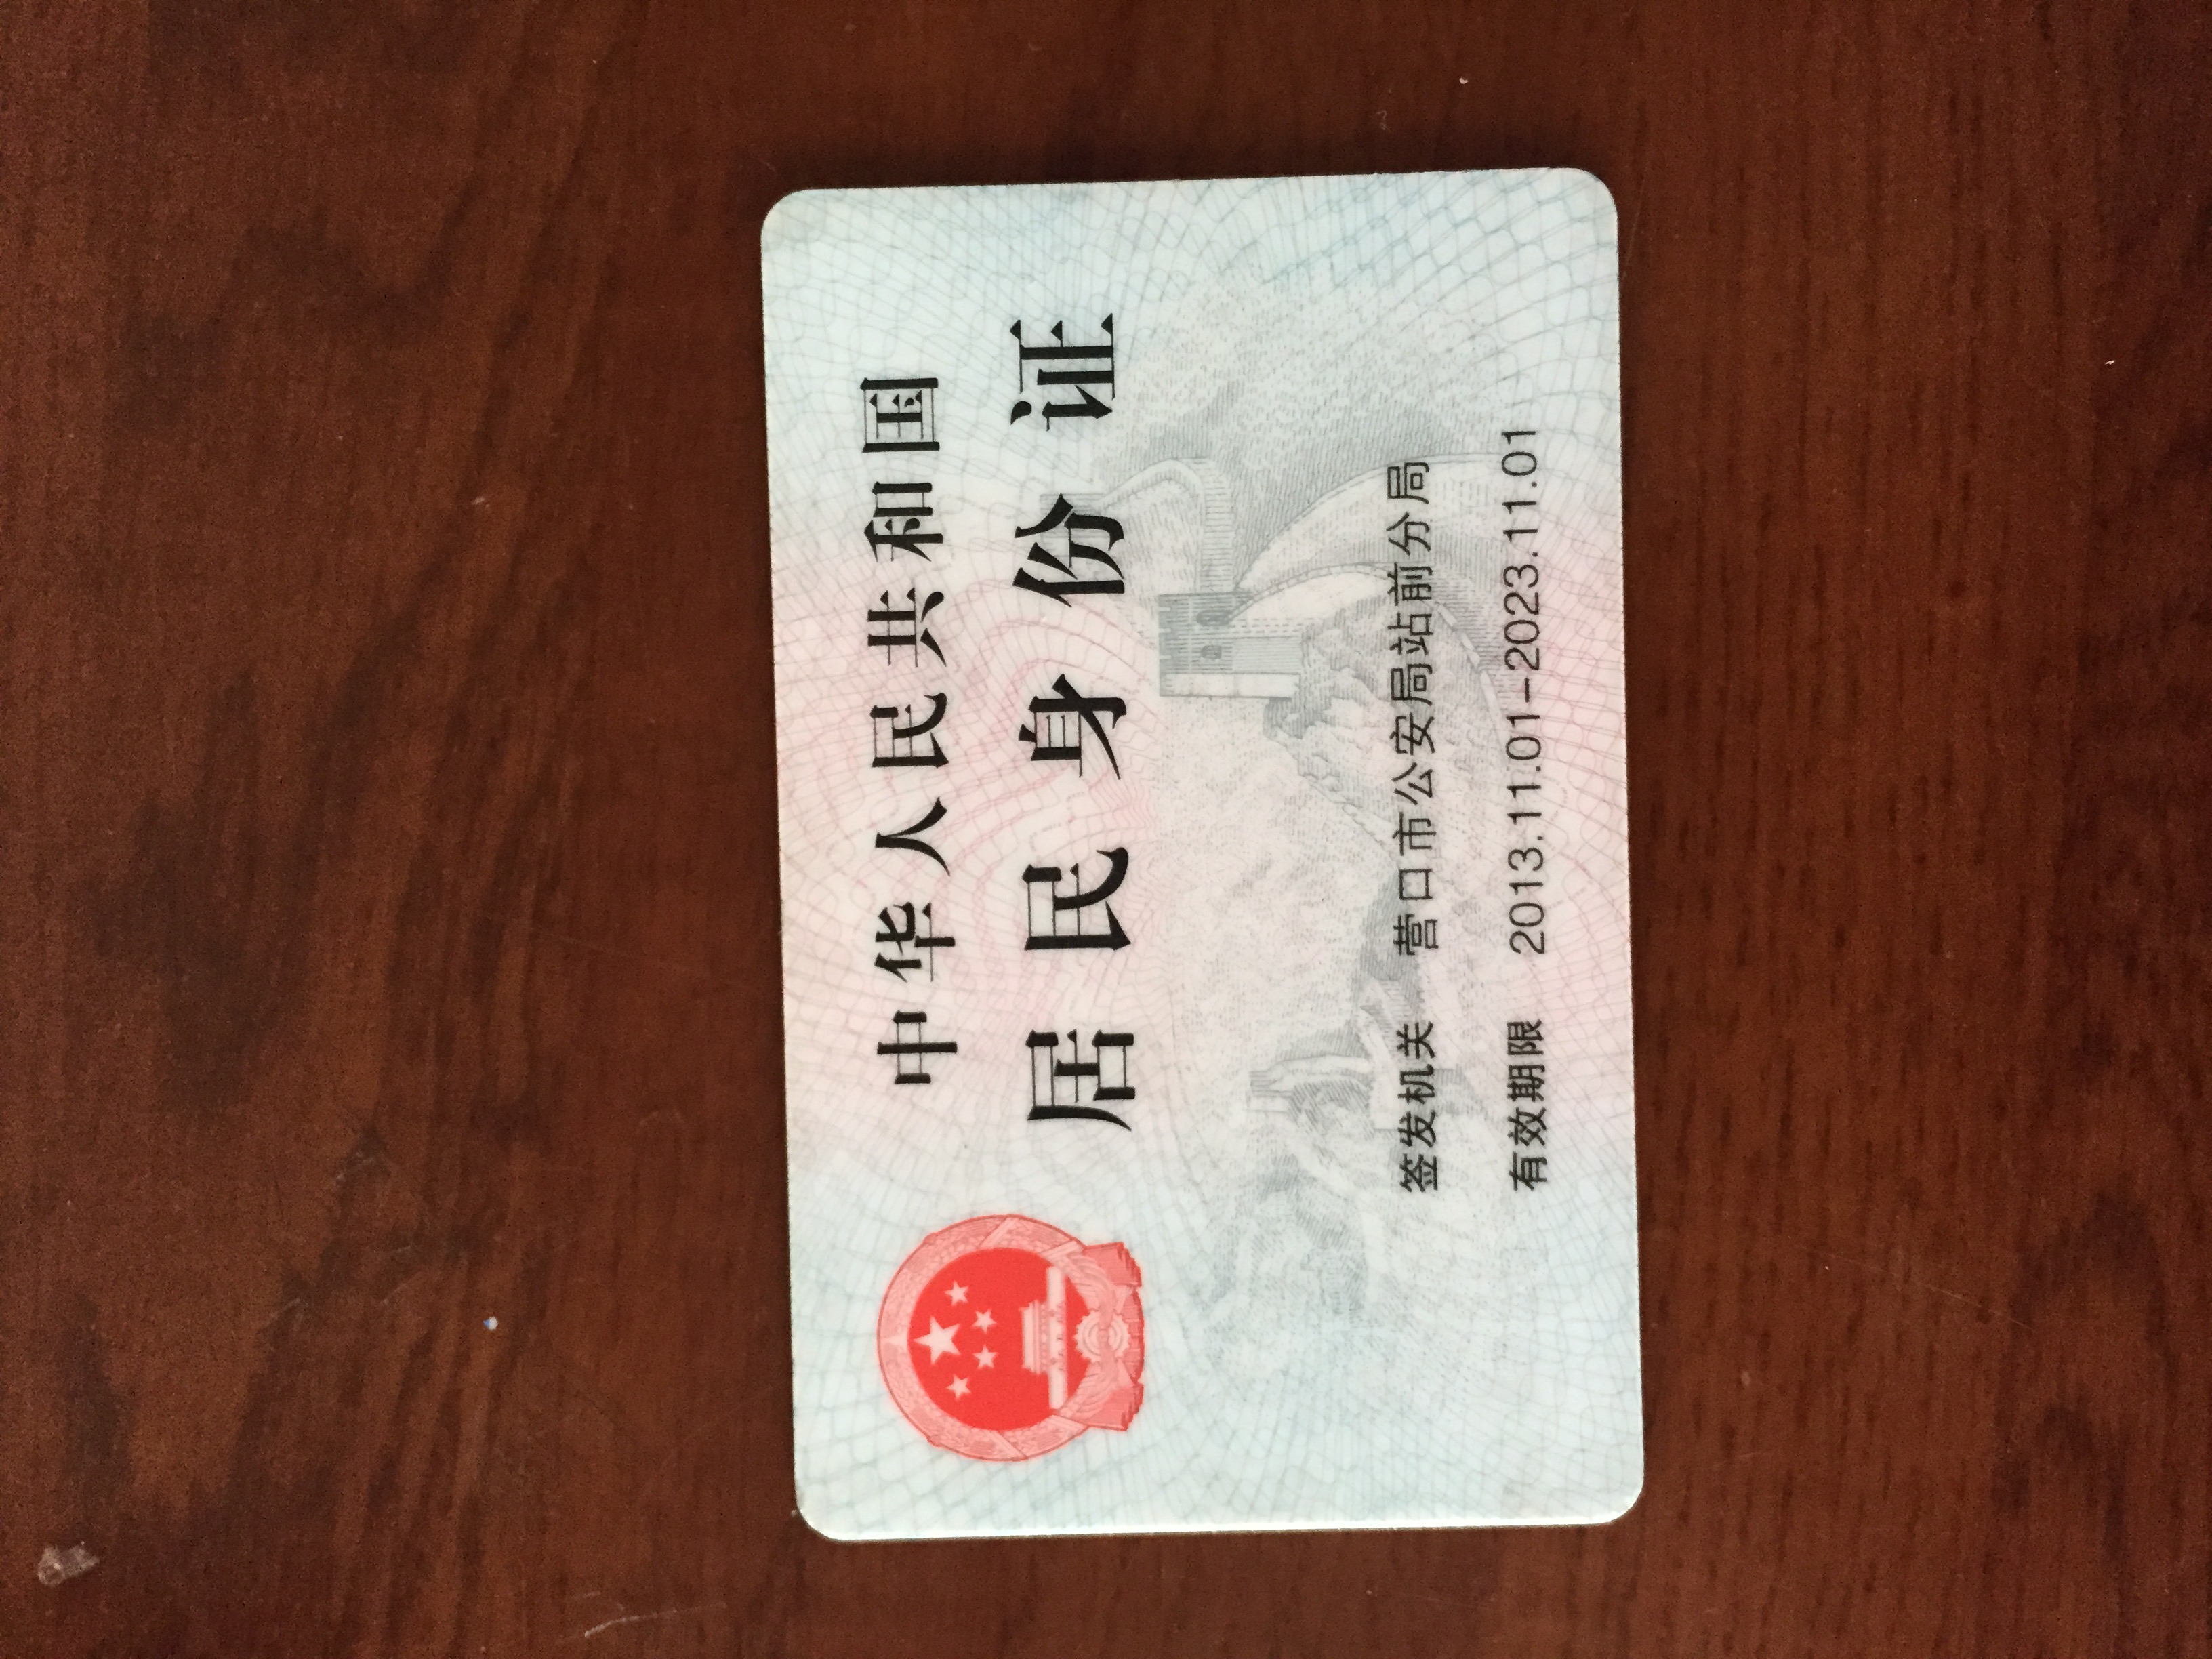 中华人民共和国
居民身份证
签发机关 营口市公安局站前分局
有效期限 2013.11.01-2023.11.01